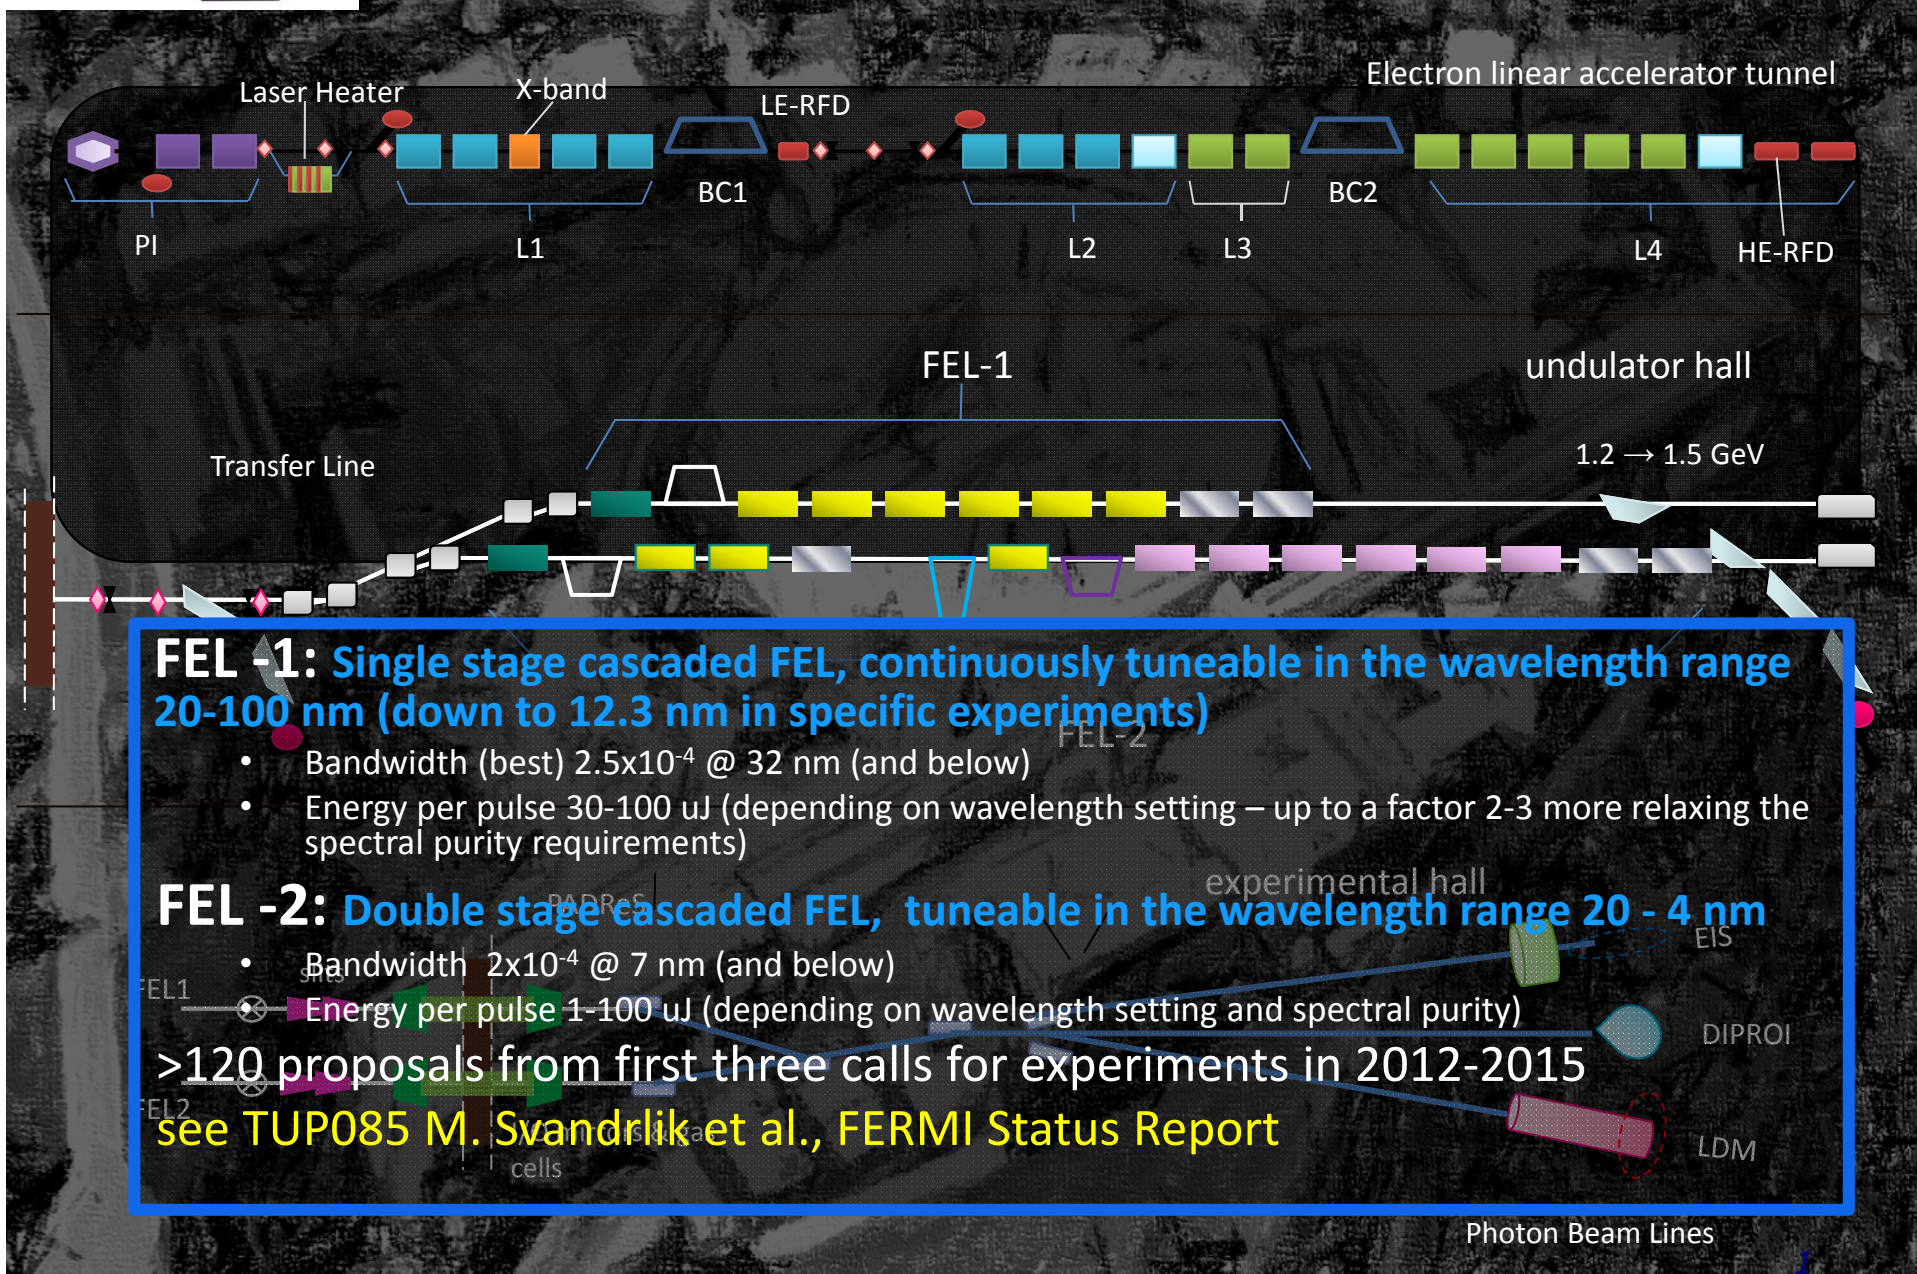 Electron linear accelerator tunnel
Laser Heater
X-band
LE-RFD
BC1
BC2
PI
L1
L2
L3
L4
HE-RFD
FEL-1
undulator hall
Transfer Line
1.2 → 1.5 GeV
FEL -1: Single stage cascaded FEL, continuously tuneable in the wavelength range
20-100 nm (down to 12.3 nm in specific experiments)
FEL-2
• Bandwidth (best) 2.5x10⁻⁴ @ 32 nm (and below)
• Energy per pulse 30-100 uJ (depending on wavelength setting – up to a factor 2-3 more relaxing the
spectral purity requirements)
experimental hall
PADReS
FEL -2: Double stage cascaded FEL, tuneable in the wavelength range 20 - 4 nm
EIS
• Bandwidth 2x10⁻⁴ @ 7 nm (and below)
slits
FEL1
• Energy per pulse 1-100 uJ (depending on wavelength setting and spectral purity)
DIPROI
>120 proposals from first three calls for experiments in 2012-2015
FEL2
see TUP085 M. Svandrlik et al., FERMI Status Report
mirrors & gas
cells
LDM
Photon Beam Lines
1